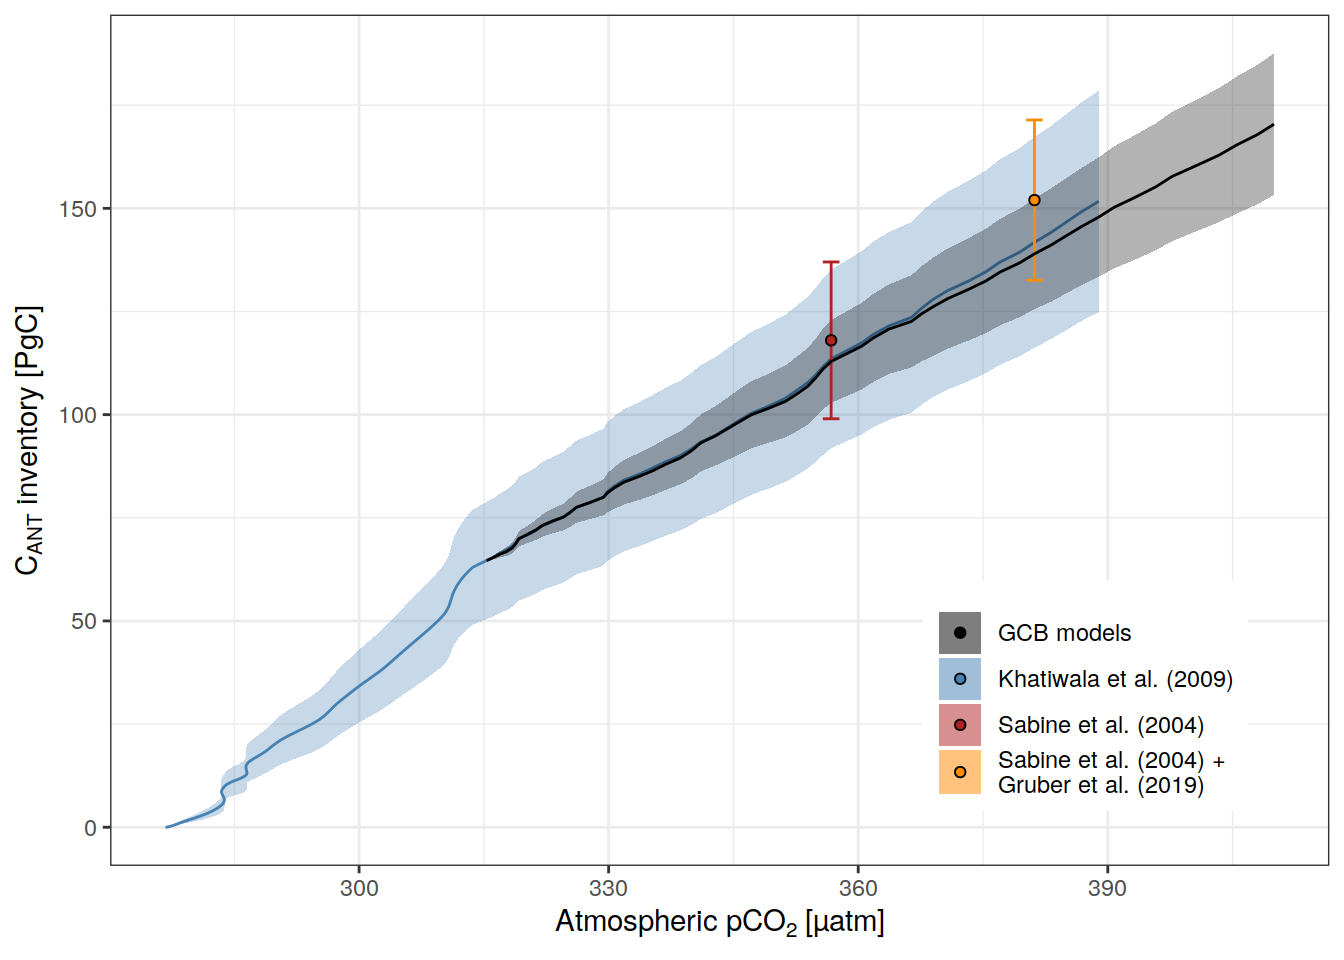 150
100
50
0
C_ANT inventory [PgC]
300
330
360
390
Atmospheric pCO₂ [µatm]
GCB models
Khatiwala et al. (2009)
Sabine et al. (2004)
Sabine et al. (2004) +
Gruber et al. (2019)